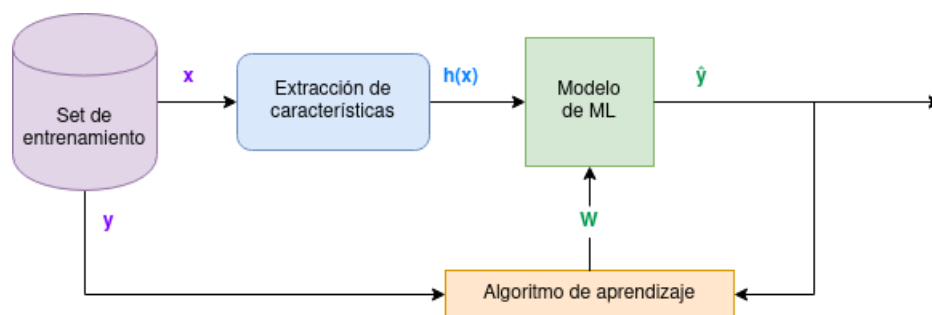 x
h(x)
ŷ
Extracción de
características
Modelo
de ML
Set de
entrenamiento
y
W
Algoritmo de aprendizaje